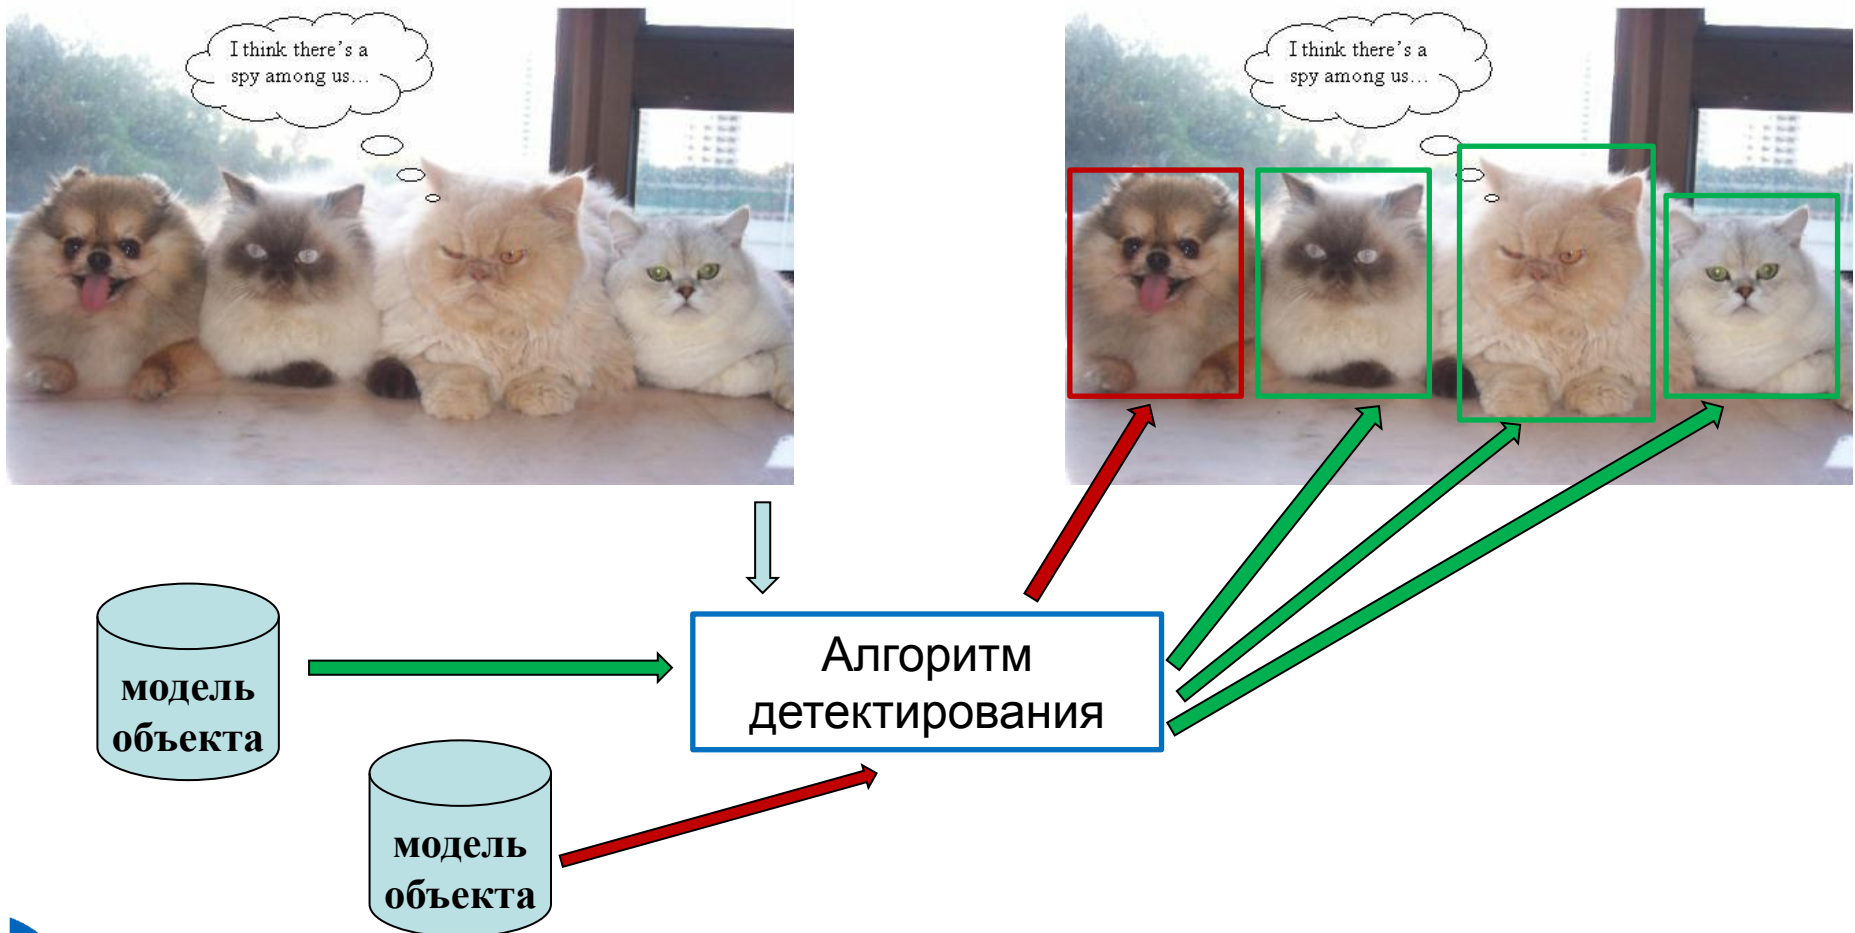 I think there’s a
spy among us…
I think there’s a
spy among us…
Алгоритм
детектирования
модель
объекта
модель
объекта